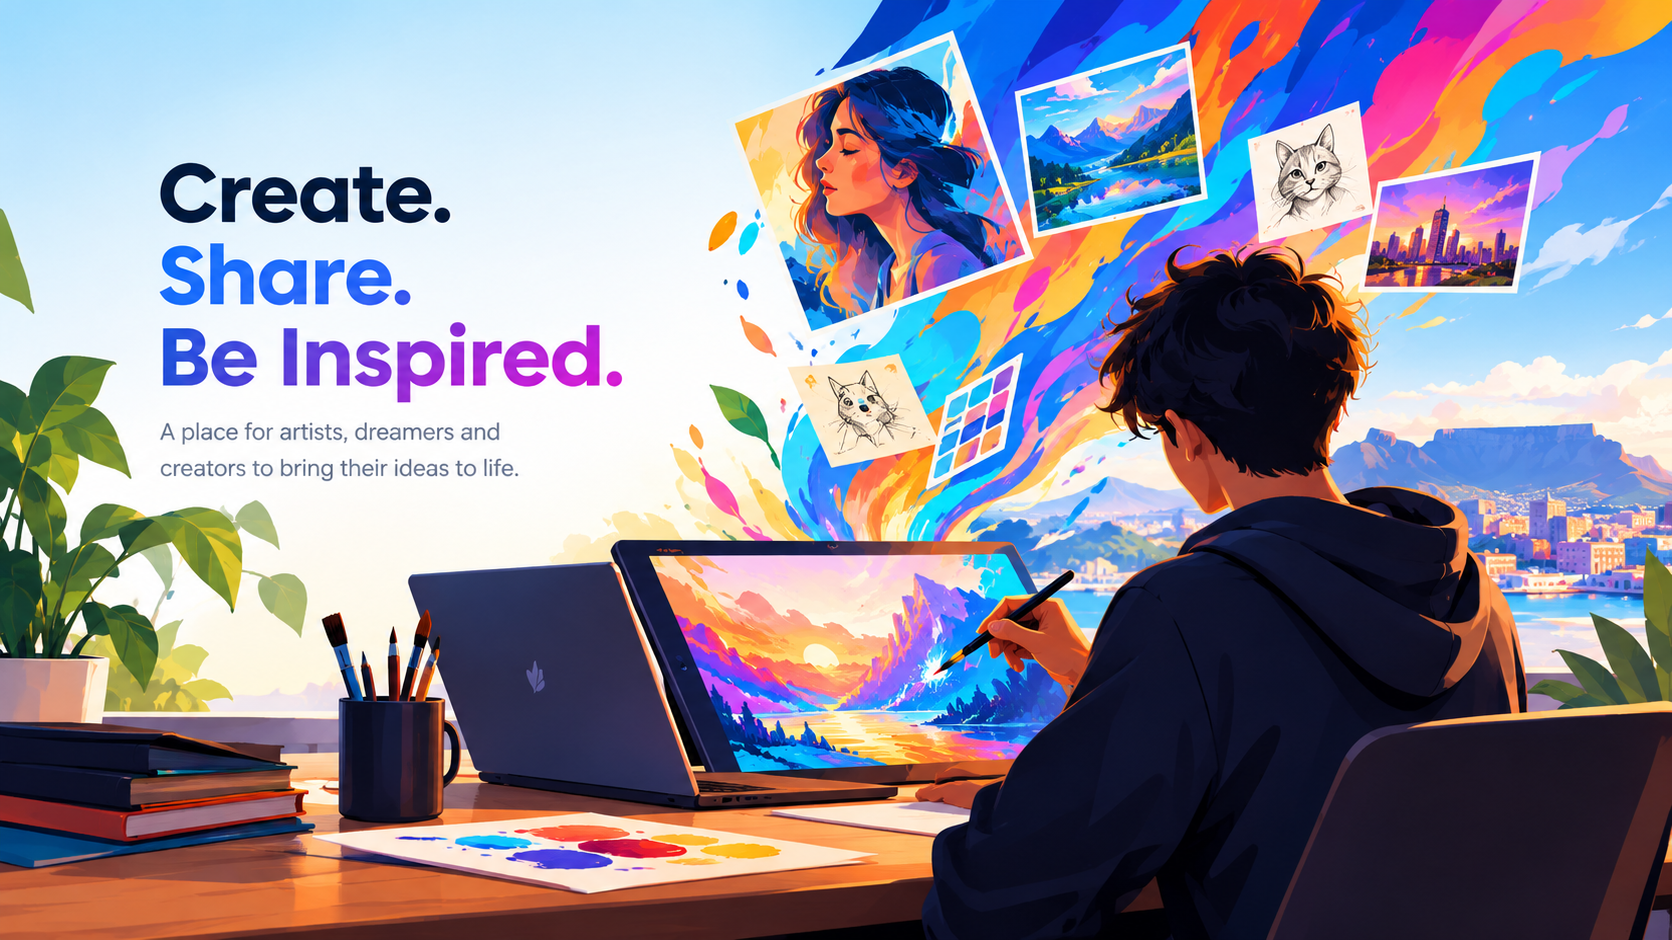 Create.
Share.
Be Inspired.
A place for artists, dreamers and
creators to bring their ideas to life.